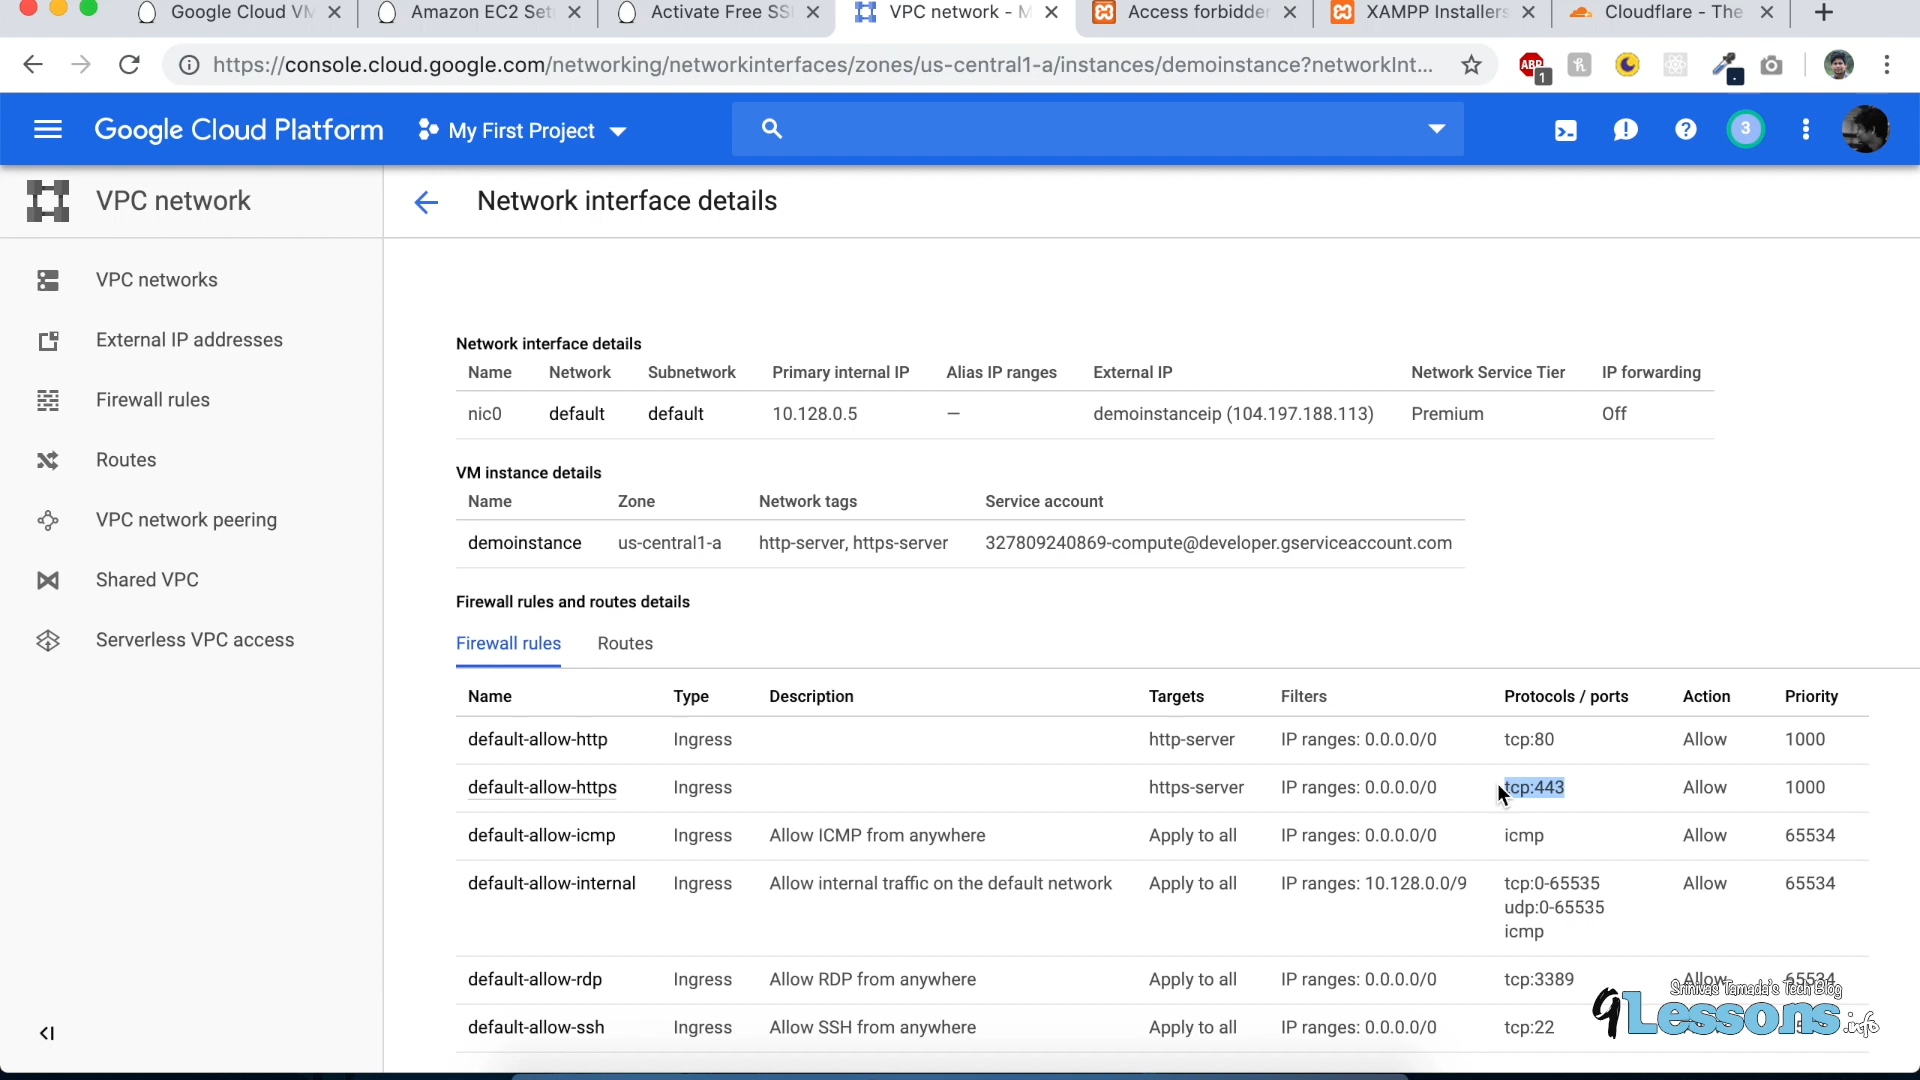 Google Cloud VM
Amazon EC2 Set
Activate Free SS
VPC network - M
Access forbidden
XAMPP Installers
Cloudflare - The
https://console.cloud.google.com/networking/networkinterfaces/zones/us-central1-a/instances/demoinstance?networkInt...
ABP
1
Google Cloud Platform
My First Project
3
VPC network
Network interface details
VPC networks
External IP addresses
Firewall rules
Routes
VPC network peering
Shared VPC
Serverless VPC access
Network interface details
Name Network Subnetwork Primary internal IP Alias IP ranges External IP Network Service Tier IP forwarding
nic0 default default 10.128.0.5 — demoinstanceip (104.197.188.113) Premium Off
VM instance details
Name Zone Network tags Service account
demoinstance us-central1-a http-server, https-server 327809240869-compute@developer.gserviceaccount.com
Firewall rules and routes details
Firewall rules Routes
Name Type Description Targets Filters Protocols / ports Action Priority
default-allow-http Ingress http-server IP ranges: 0.0.0.0/0 tcp:80 Allow 1000
default-allow-https Ingress https-server IP ranges: 0.0.0.0/0 tcp:443 Allow 1000
default-allow-icmp Ingress Allow ICMP from anywhere Apply to all IP ranges: 0.0.0.0/0 icmp Allow 65534
default-allow-internal Ingress Allow internal traffic on the default network Apply to all IP ranges: 10.128.0.0/9 tcp:0-65535 Allow 65534
udp:0-65535
icmp
default-allow-rdp Ingress Allow RDP from anywhere Apply to all IP ranges: 0.0.0.0/0 tcp:3389 Allow 65534
default-allow-ssh Ingress Allow SSH from anywhere Apply to all IP ranges: 0.0.0.0/0 tcp:22
Srinivas Tamada's Tech Blog
9Lessons.info